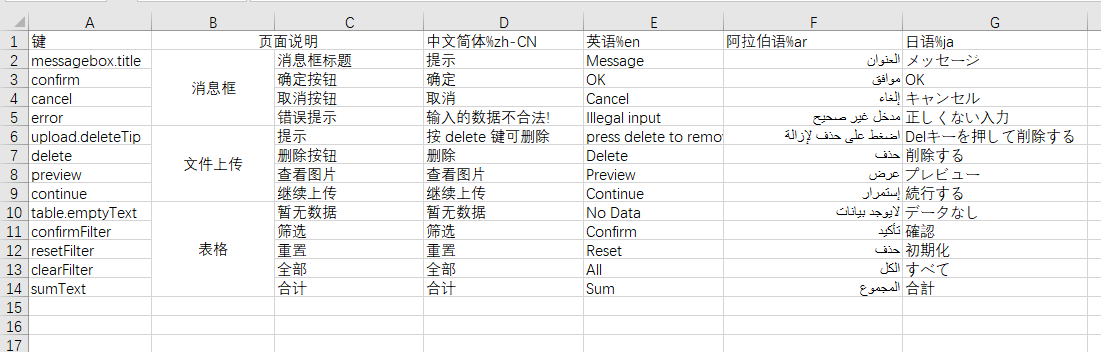 A B C D E F G
1 键 页面说明 中文简体%zh-CN 英语%en 阿拉伯语%ar 日语%ja
2 messagebox.title 消息框标题 提示 Message العنوان メッセージ
3 confirm 消息框 确定按钮 确定 OK موافق OK
4 cancel 取消按钮 取消 Cancel إلغاء キャンセル
5 error 错误提示 输入的数据不合法! Illegal input مدخل غير صحيح 正しくない入力
6 upload.deleteTip 提示 按 delete 键可删除 press delete to remov اضغط على حذف لإزالة Delキーを押して削除する
7 delete 文件上传 删除按钮 删除 Delete حذف 削除する
8 preview 查看图片 查看图片 Preview عرض プレビュー
9 continue 继续上传 继续上传 Continue إستمرار 続行する
10 table.emptyText 暂无数据 暂无数据 No Data لايوجد بيانات データなし
11 confirmFilter 筛选 筛选 Confirm تأكيد 確認
12 resetFilter 表格 重置 重置 Reset حذف 初期化
13 clearFilter 全部 全部 All الكل すべて
14 sumText 合计 合计 Sum المجموع 合計
15
16
17